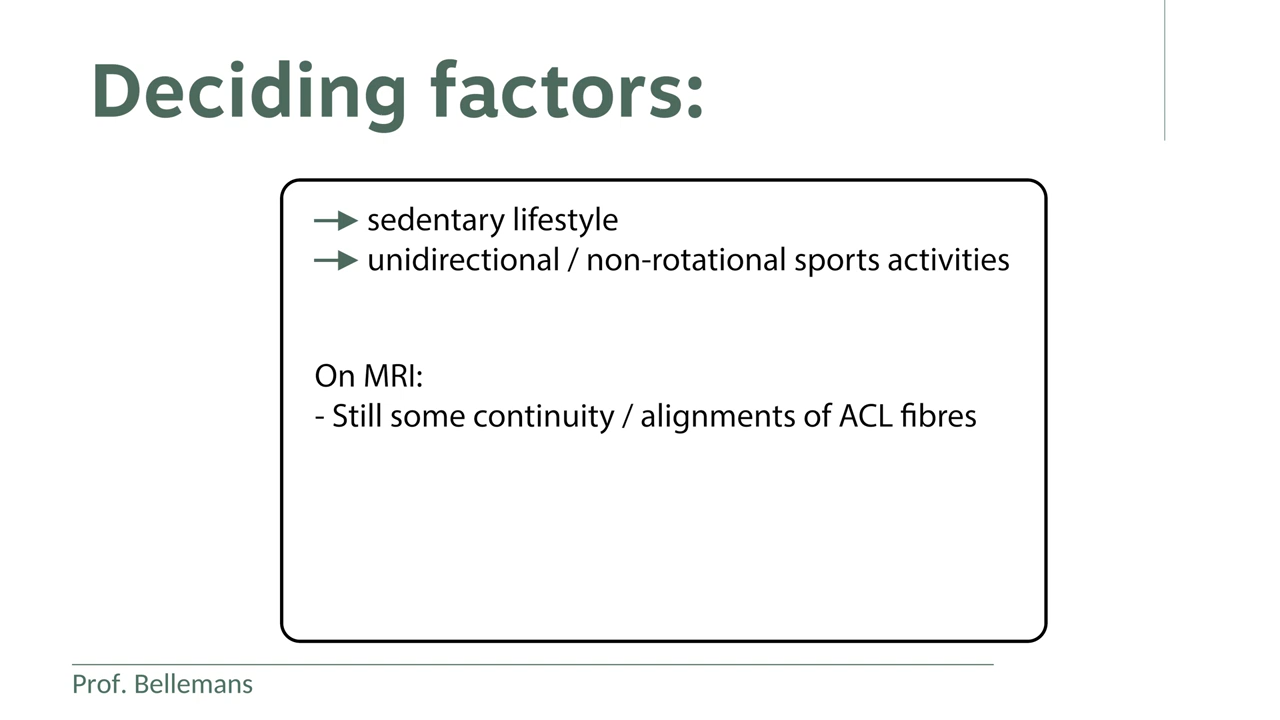 Deciding factors:
sedentary lifestyle
unidirectional / non-rotational sports activities
On MRI:
- Still some continuity / alignments of ACL fibres
Prof. Bellemans